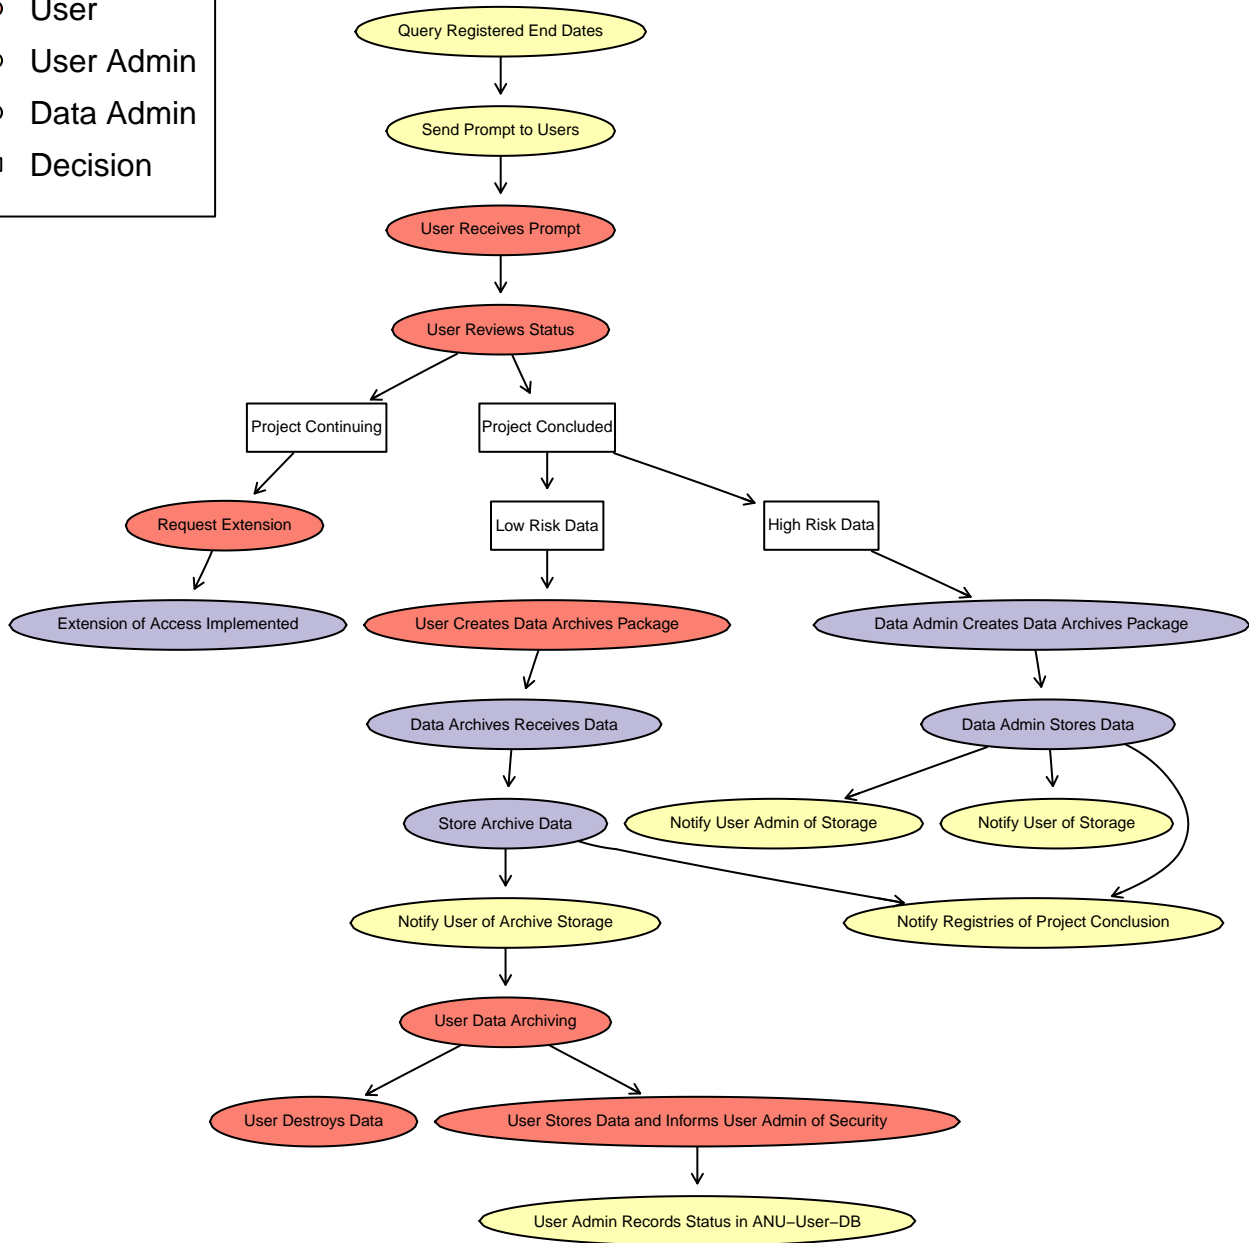 User
User Admin
Data Admin
Decision
Query Registered End Dates
Send Prompt to Users
User Receives Prompt
User Reviews Status
Project Continuing
Project Concluded
Request Extension
Low Risk Data
High Risk Data
Extension of Access Implemented
User Creates Data Archives Package
Data Admin Creates Data Archives Package
Data Archives Receives Data
Data Admin Stores Data
Store Archive Data
Notify User Admin of Storage
Notify User of Storage
Notify User of Archive Storage
Notify Registries of Project Conclusion
User Data Archiving
User Destroys Data
User Stores Data and Informs User Admin of Security
User Admin Records Status in ANU−User−DB